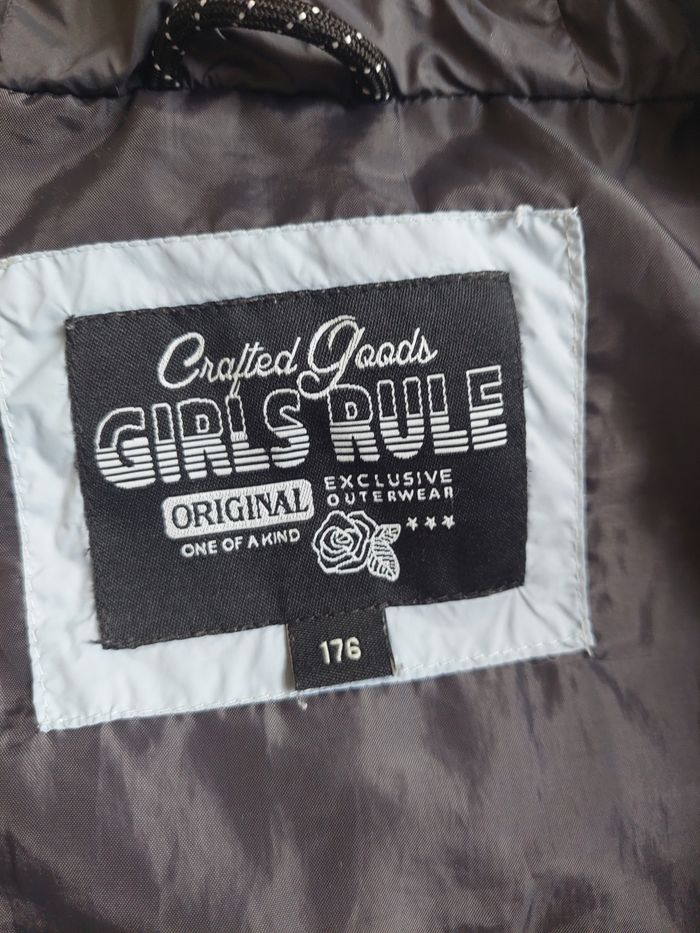 Crafted Goods
GIRLS RULE
ORIGINAL
EXCLUSIVE
OUTERWEAR
ONE OF A KIND
176